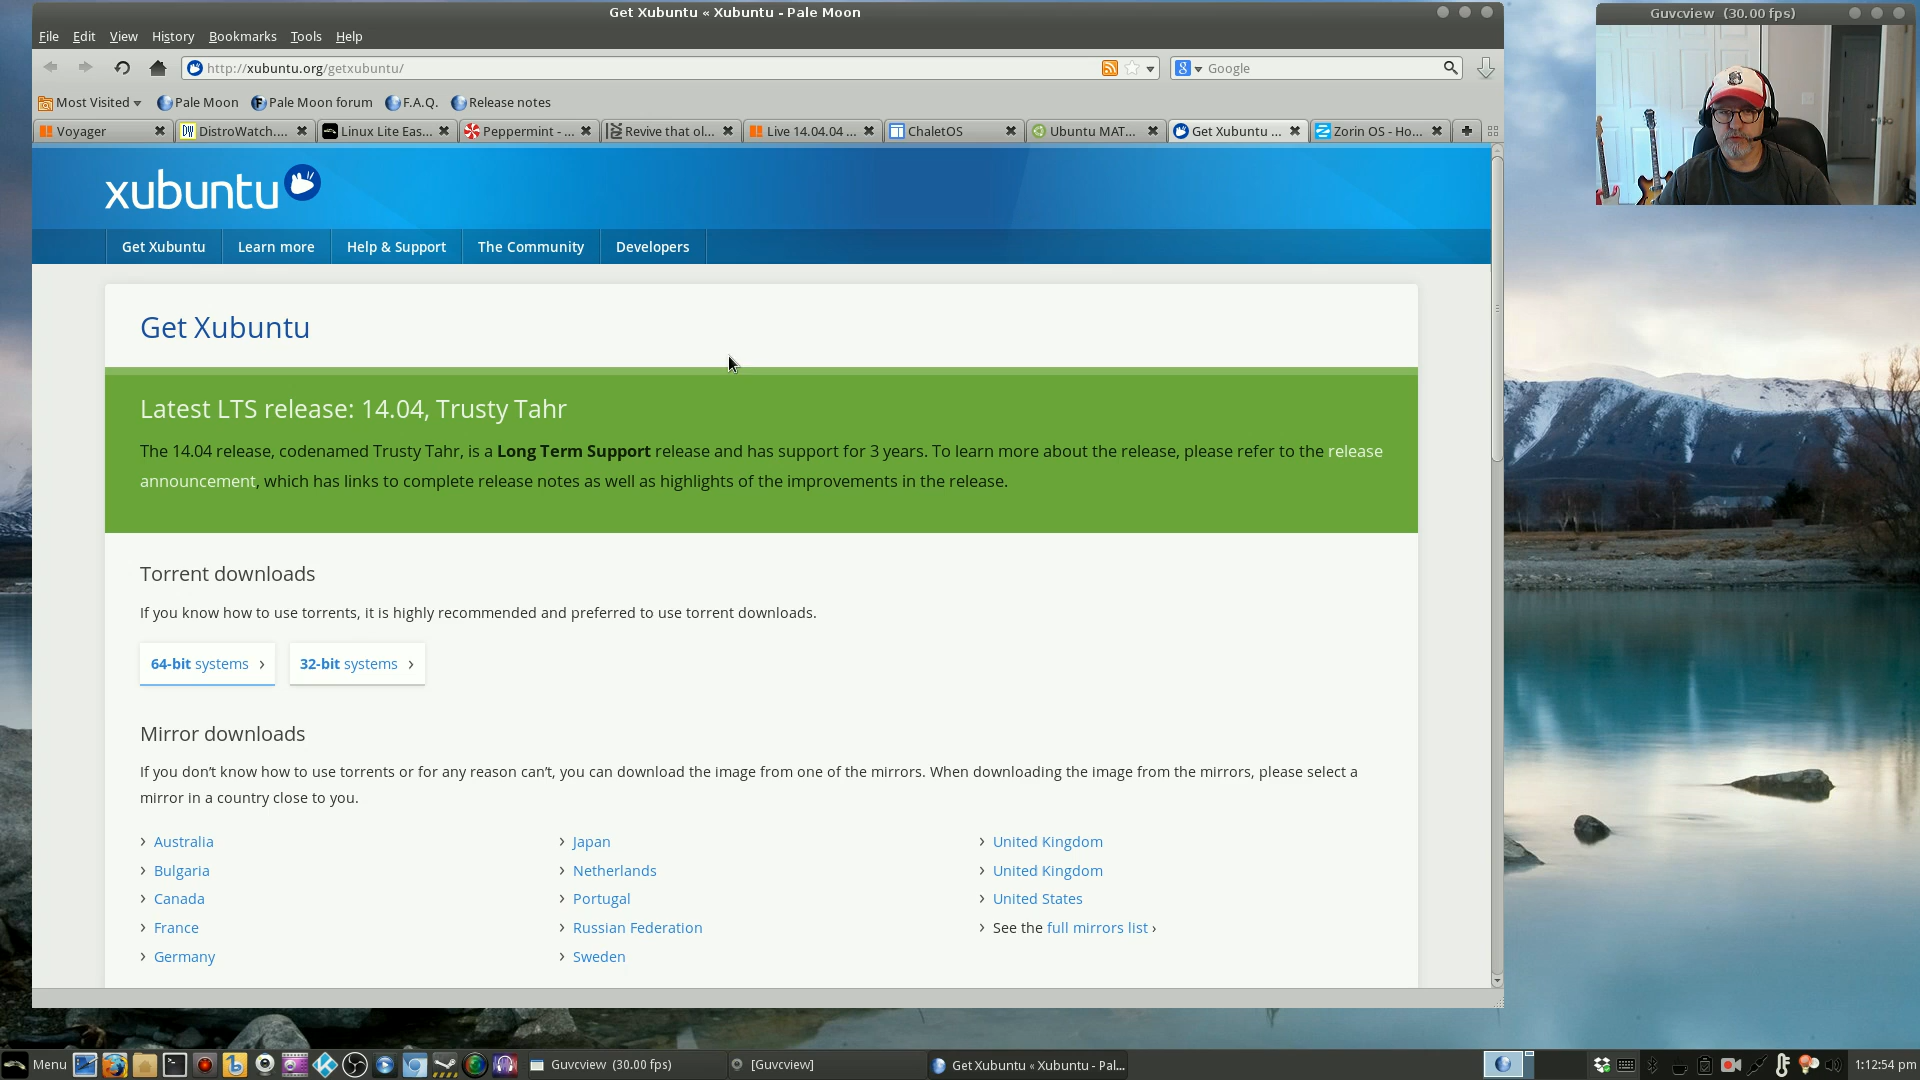 Get Xubuntu « Xubuntu - Pale Moon
Guvcview (30.00 fps)
File Edit View History Bookmarks Tools Help
http://xubuntu.org/getxubuntu/
Google
Most Visited Pale Moon Pale Moon forum F.A.Q. Release notes
Voyager DistroWatch.... Linux Lite Eas... Peppermint - ... Revive that ol... Live 14.04.04 ... ChaletOS Ubuntu MAT... Get Xubuntu ... Zorin OS - Ho...
xubuntu
Get Xubuntu Learn more Help & Support The Community Developers
Get Xubuntu
Latest LTS release: 14.04, Trusty Tahr
The 14.04 release, codenamed Trusty Tahr, is a Long Term Support release and has support for 3 years. To learn more about the release, please refer to the release
announcement, which has links to complete release notes as well as highlights of the improvements in the release.
Torrent downloads
If you know how to use torrents, it is highly recommended and preferred to use torrent downloads.
64-bit systems › 32-bit systems ›
Mirror downloads
If you don't know how to use torrents or for any reason can't, you can download the image from one of the mirrors. When downloading the image from the mirrors, please select a
mirror in a country close to you.
› Australia › Japan › United Kingdom
› Bulgaria › Netherlands › United Kingdom
› Canada › Portugal › United States
› France › Russian Federation › See the full mirrors list ›
› Germany › Sweden
Menu Guvcview (30.00 fps) [Guvcview] Get Xubuntu « Xubuntu - Pal... 1:12:54 pm